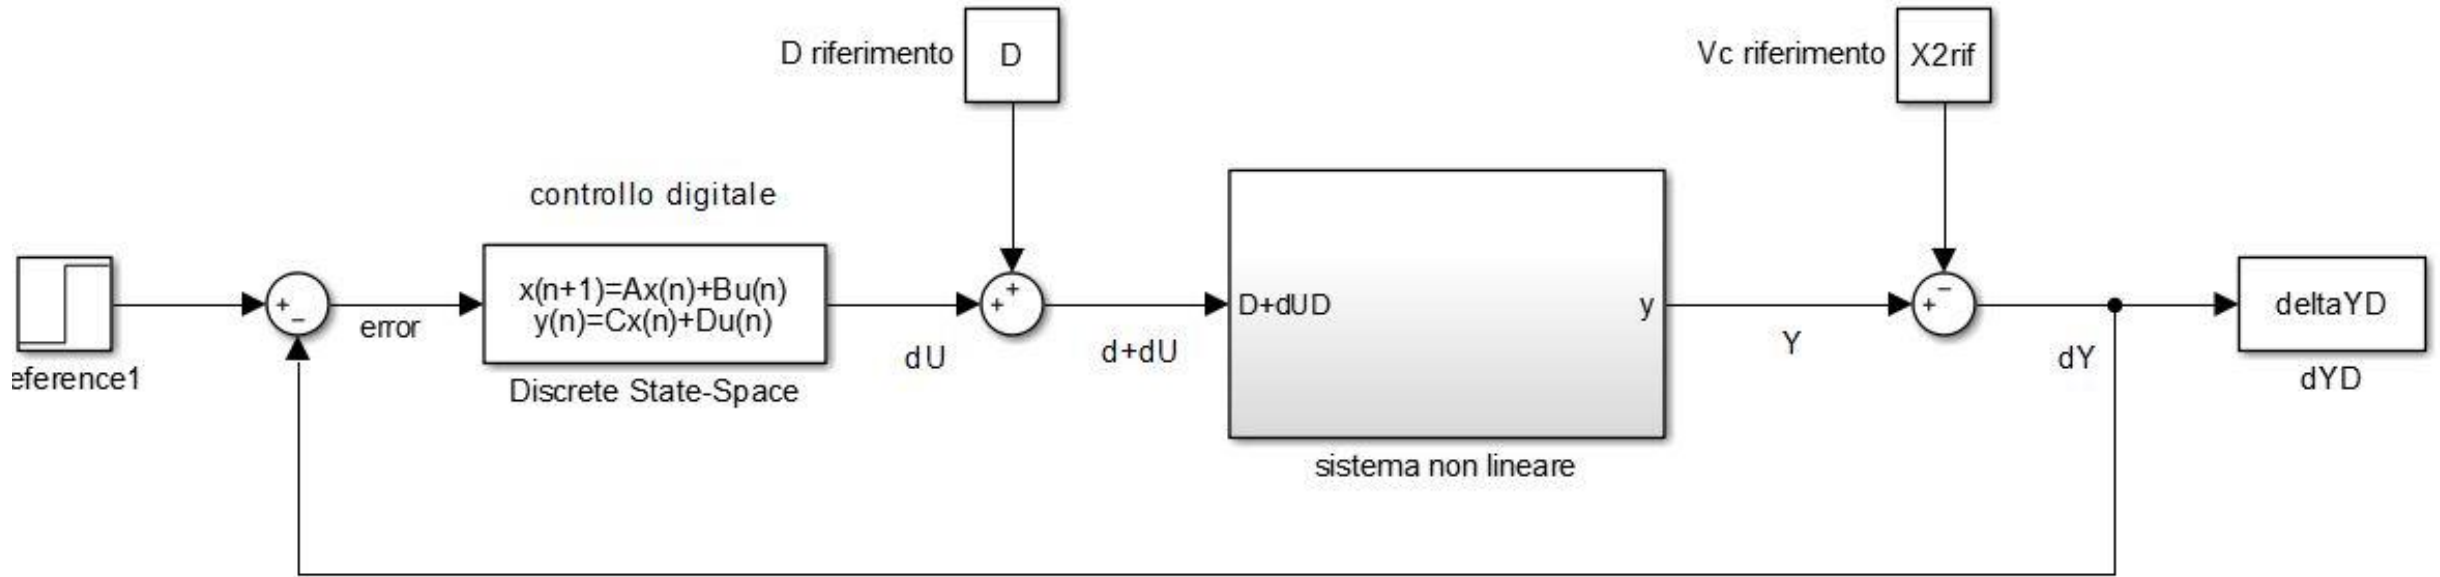 D riferimento
D
Vc riferimento
X2rif
controllo digitale
x(n+1)=Ax(n)+Bu(n)
y(n)=Cx(n)+Du(n)
Discrete State-Space
eference1
+
−
error
dU
+
+
d+dU
D+dUD
y
sistema non lineare
Y
−
+
dY
deltaYD
dYD